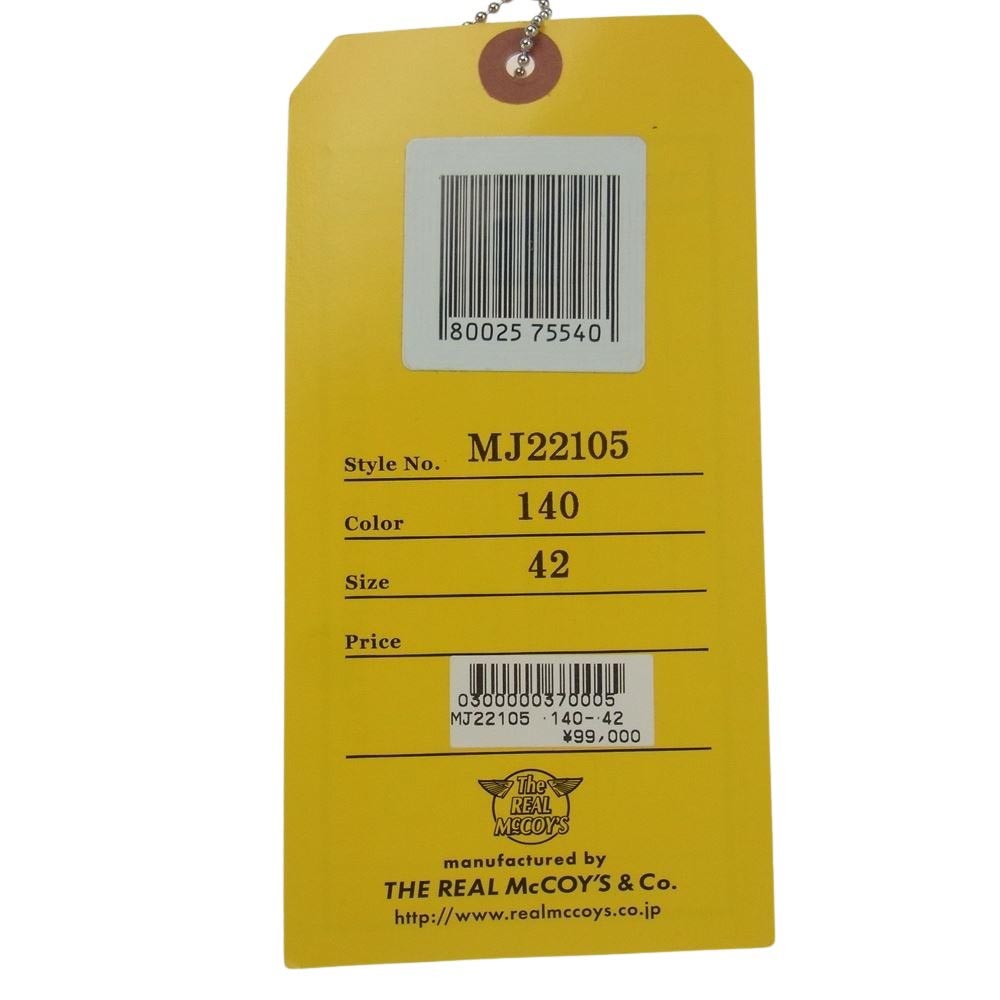 80025 75540
Style No. MJ22105
Color 140
Size 42
Price
0300000370005
MJ22105 140-42
¥99,000
The
REAL
McCOY'S
manufactured by
THE REAL McCOY'S & Co.
http://www.realmccoys.co.jp